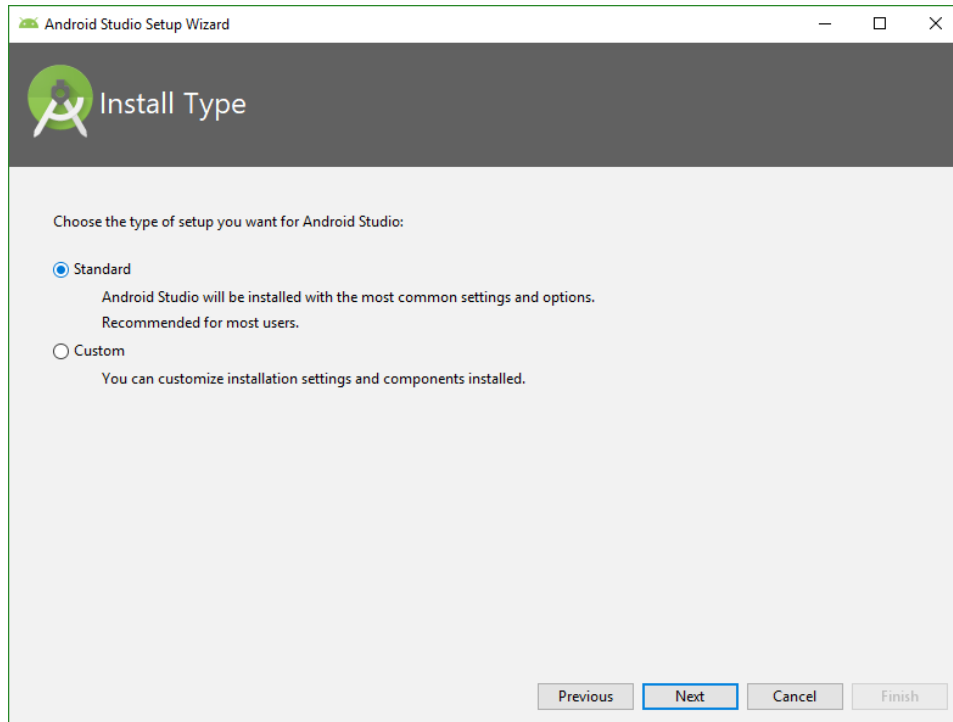 Android Studio Setup Wizard
Install Type
Choose the type of setup you want for Android Studio:
Standard
Android Studio will be installed with the most common settings and options.
Recommended for most users.
Custom
You can customize installation settings and components installed.
Previous Next Cancel Finish